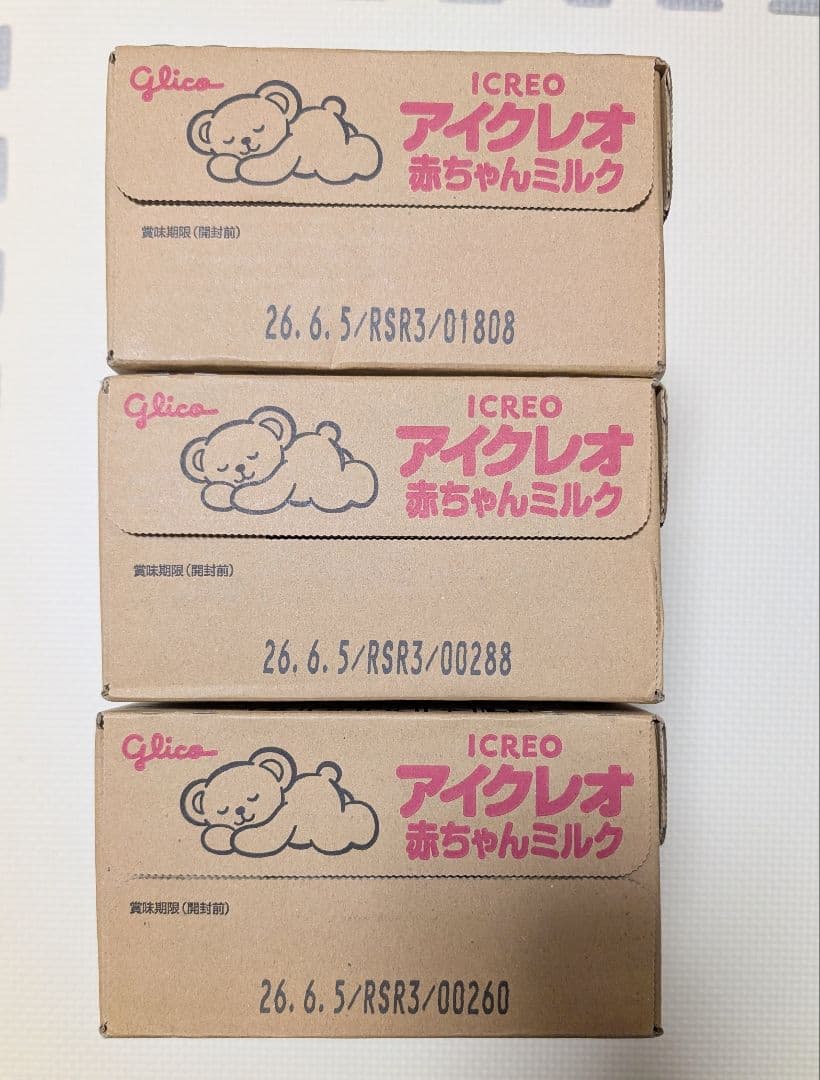 Glico
ICREO
アイクレオ
赤ちゃんミルク
賞味期限(開封前)
26.6.5/RSR3/01808
Glico
ICREO
アイクレオ
赤ちゃんミルク
賞味期限(開封前)
26.6.5/RSR3/00288
Glico
ICREO
アイクレオ
赤ちゃんミルク
賞味期限(開封前)
26.6.5/RSR3/00260